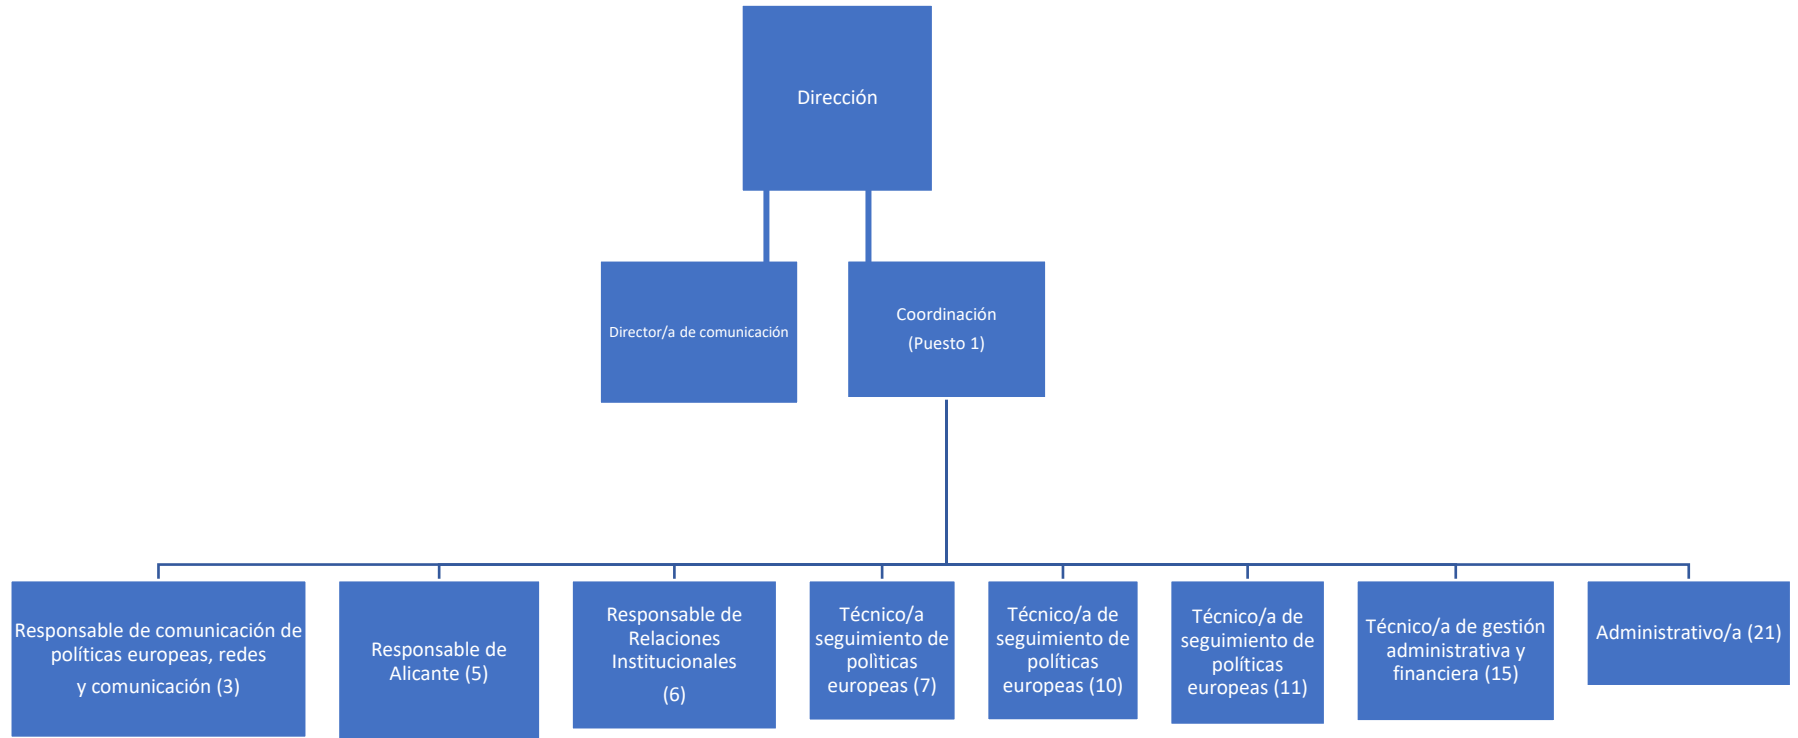 Dirección
Director/a de comunicación
Coordinación
(Puesto 1)
Responsable de comunicación de
políticas europeas, redes
y comunicación (3)
Responsable de
Alicante (5)
Responsable de
Relaciones
Institucionales
(6)
Técnico/a
seguimiento de
polìticas
europeas (7)
Técnico/a de
seguimiento de
políticas
europeas (10)
Técnico/a de
seguimiento de
políticas
europeas (11)
Técnico/a de gestión
administrativa y
financiera (15)
Administrativo/a (21)